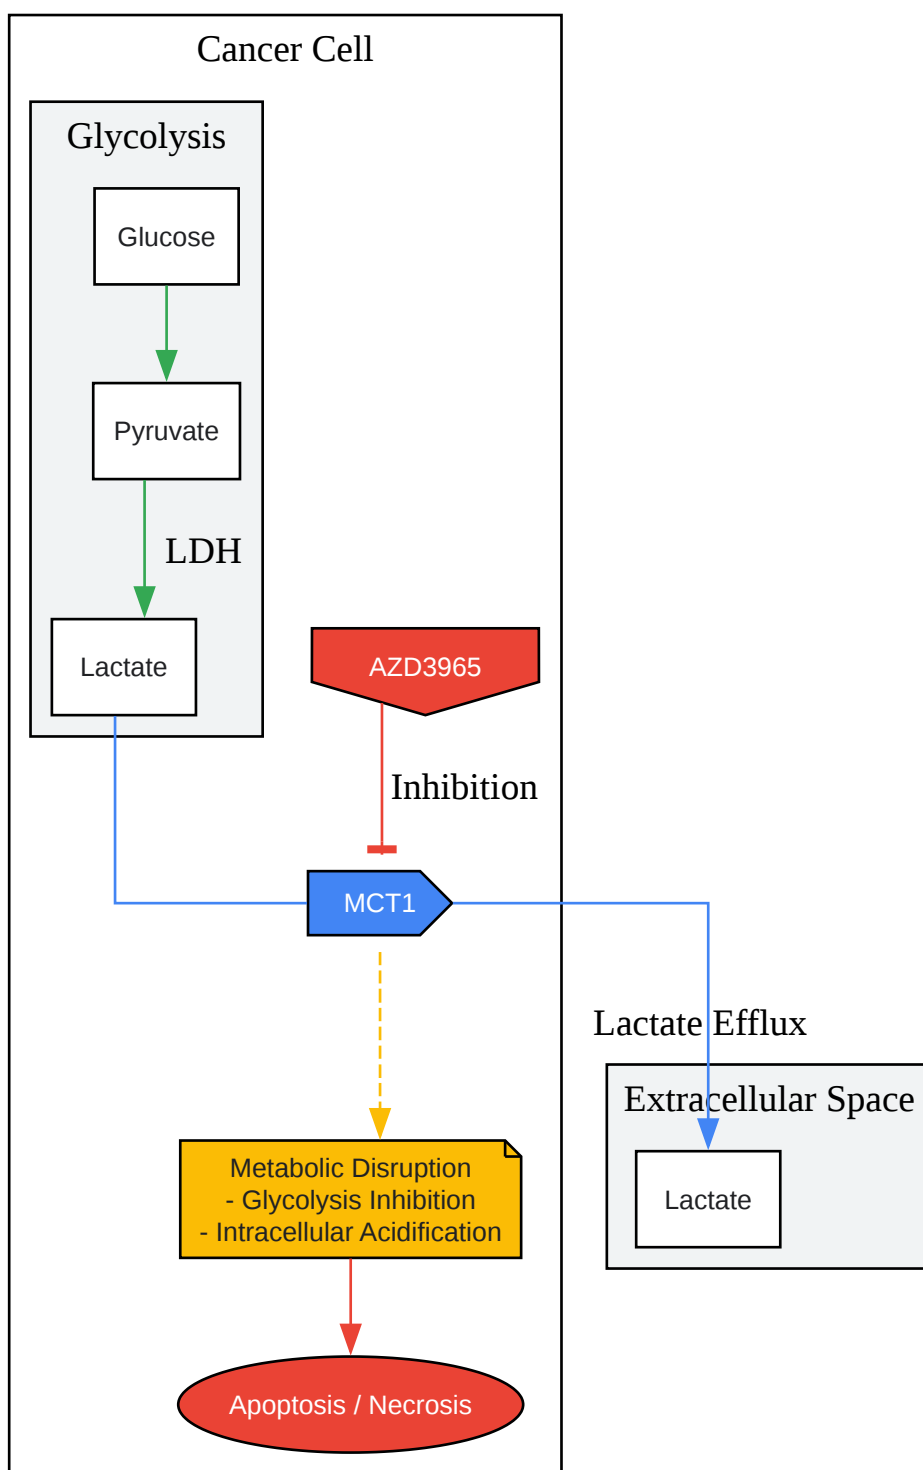 Cancer Cell
Glycolysis
Glucose
Pyruvate
LDH
Lactate
AZD3965
Inhibition
MCT1
Lactate Efflux
Extracellular Space
Lactate
Metabolic Disruption
- Glycolysis Inhibition
- Intracellular Acidification
Apoptosis / Necrosis